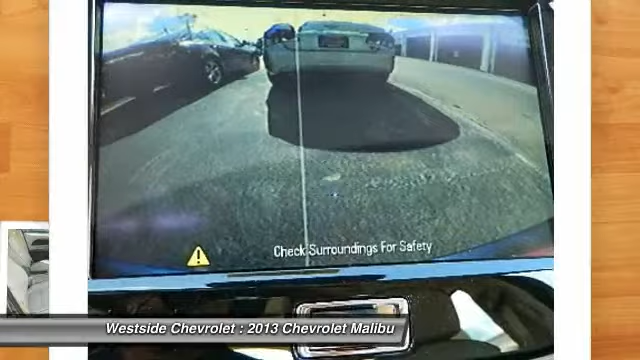 Check Surroundings For Safety
Westside Chevrolet : 2013 Chevrolet Malibu